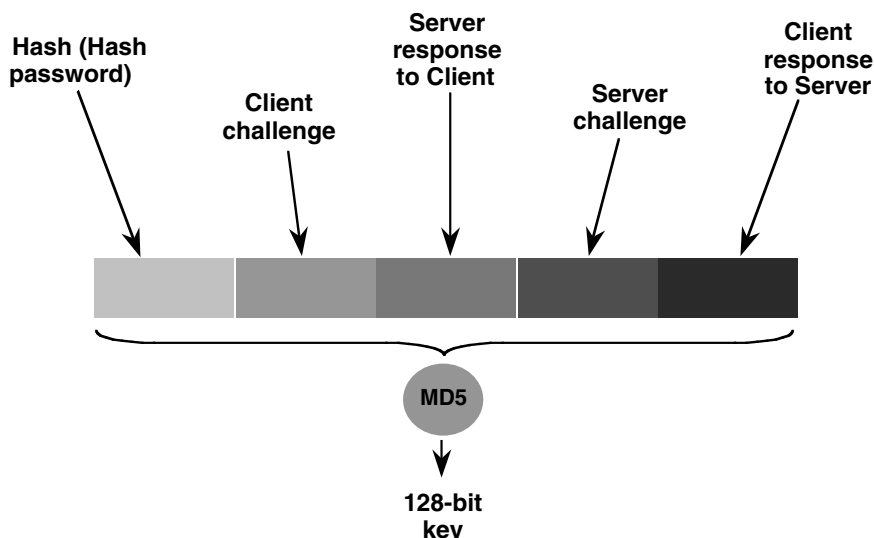 Hash (Hash
password)
Client
challenge
Server
response
to Client
Server
challenge
Client
response
to Server
MD5
128-bit
key